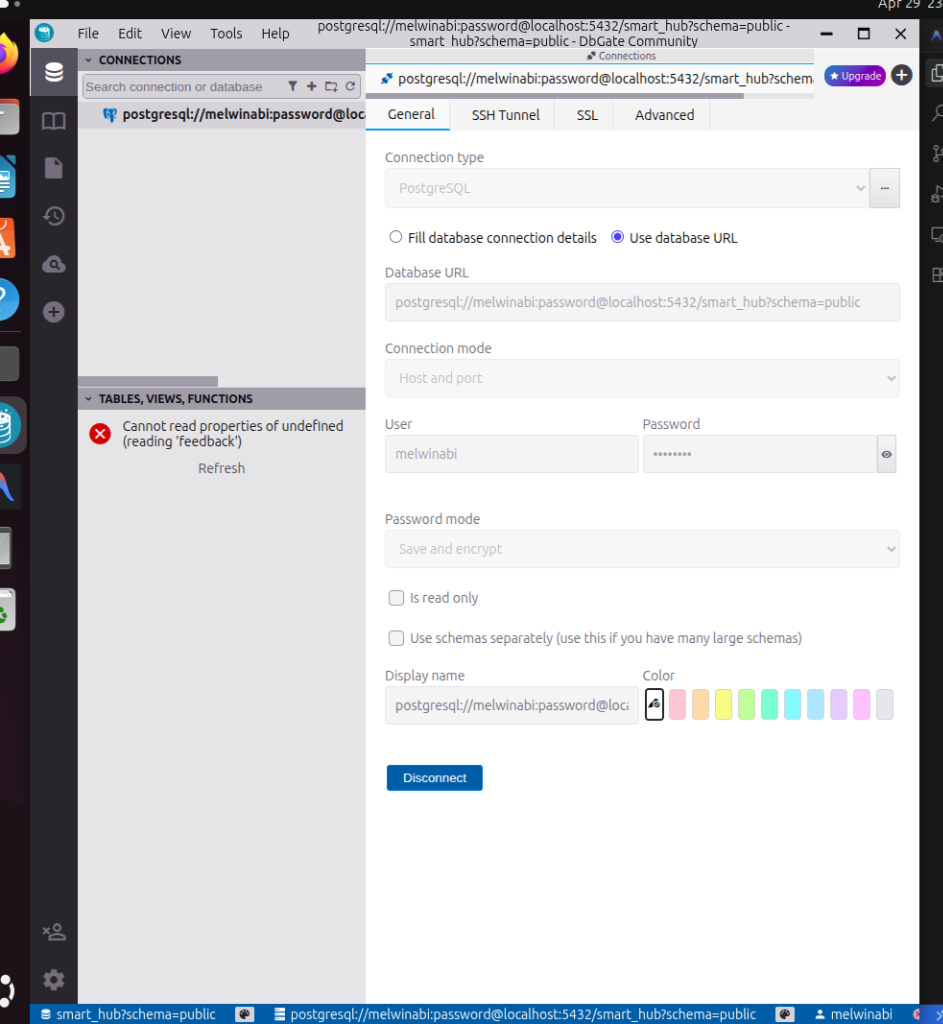 Apr 29 23
File Edit View Tools Help
postgresql://melwinabi:password@localhost:5432/smart_hub?schema=public -
smart_hub?schema=public - DbGate Community
CONNECTIONS
Connections
Search connection or database
postgresql://melwinabi:password@localhost:5432/smart_hub?schema
Upgrade
postgresql://melwinabi:password@loca
General SSH Tunnel SSL Advanced
Connection type
PostgreSQL
...
Fill database connection details Use database URL
Database URL
postgresql://melwinabi:password@localhost:5432/smart_hub?schema=public
Connection mode
Host and port
TABLES, VIEWS, FUNCTIONS
Cannot read properties of undefined
(reading 'feedback')
Refresh
User Password
melwinabi ••••••••
Password mode
Save and encrypt
Is read only
Use schemas separately (use this if you have many large schemas)
Display name Color
postgresql://melwinabi:password@loca
Disconnect
smart_hub?schema=public postgresql://melwinabi:password@localhost:5432/smart_hub?schema=public melwinabi